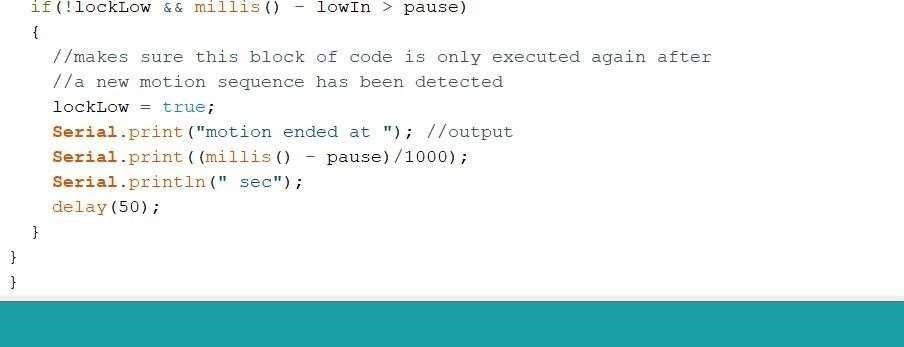 if(!lockLow && millis() - lowIn > pause)
{
//makes sure this block of code is only executed again after
//a new motion sequence has been detected
lockLow = true;
Serial.print("motion ended at "); //output
Serial.print((millis() - pause)/1000);
Serial.println(" sec");
delay(50);
}
}
}